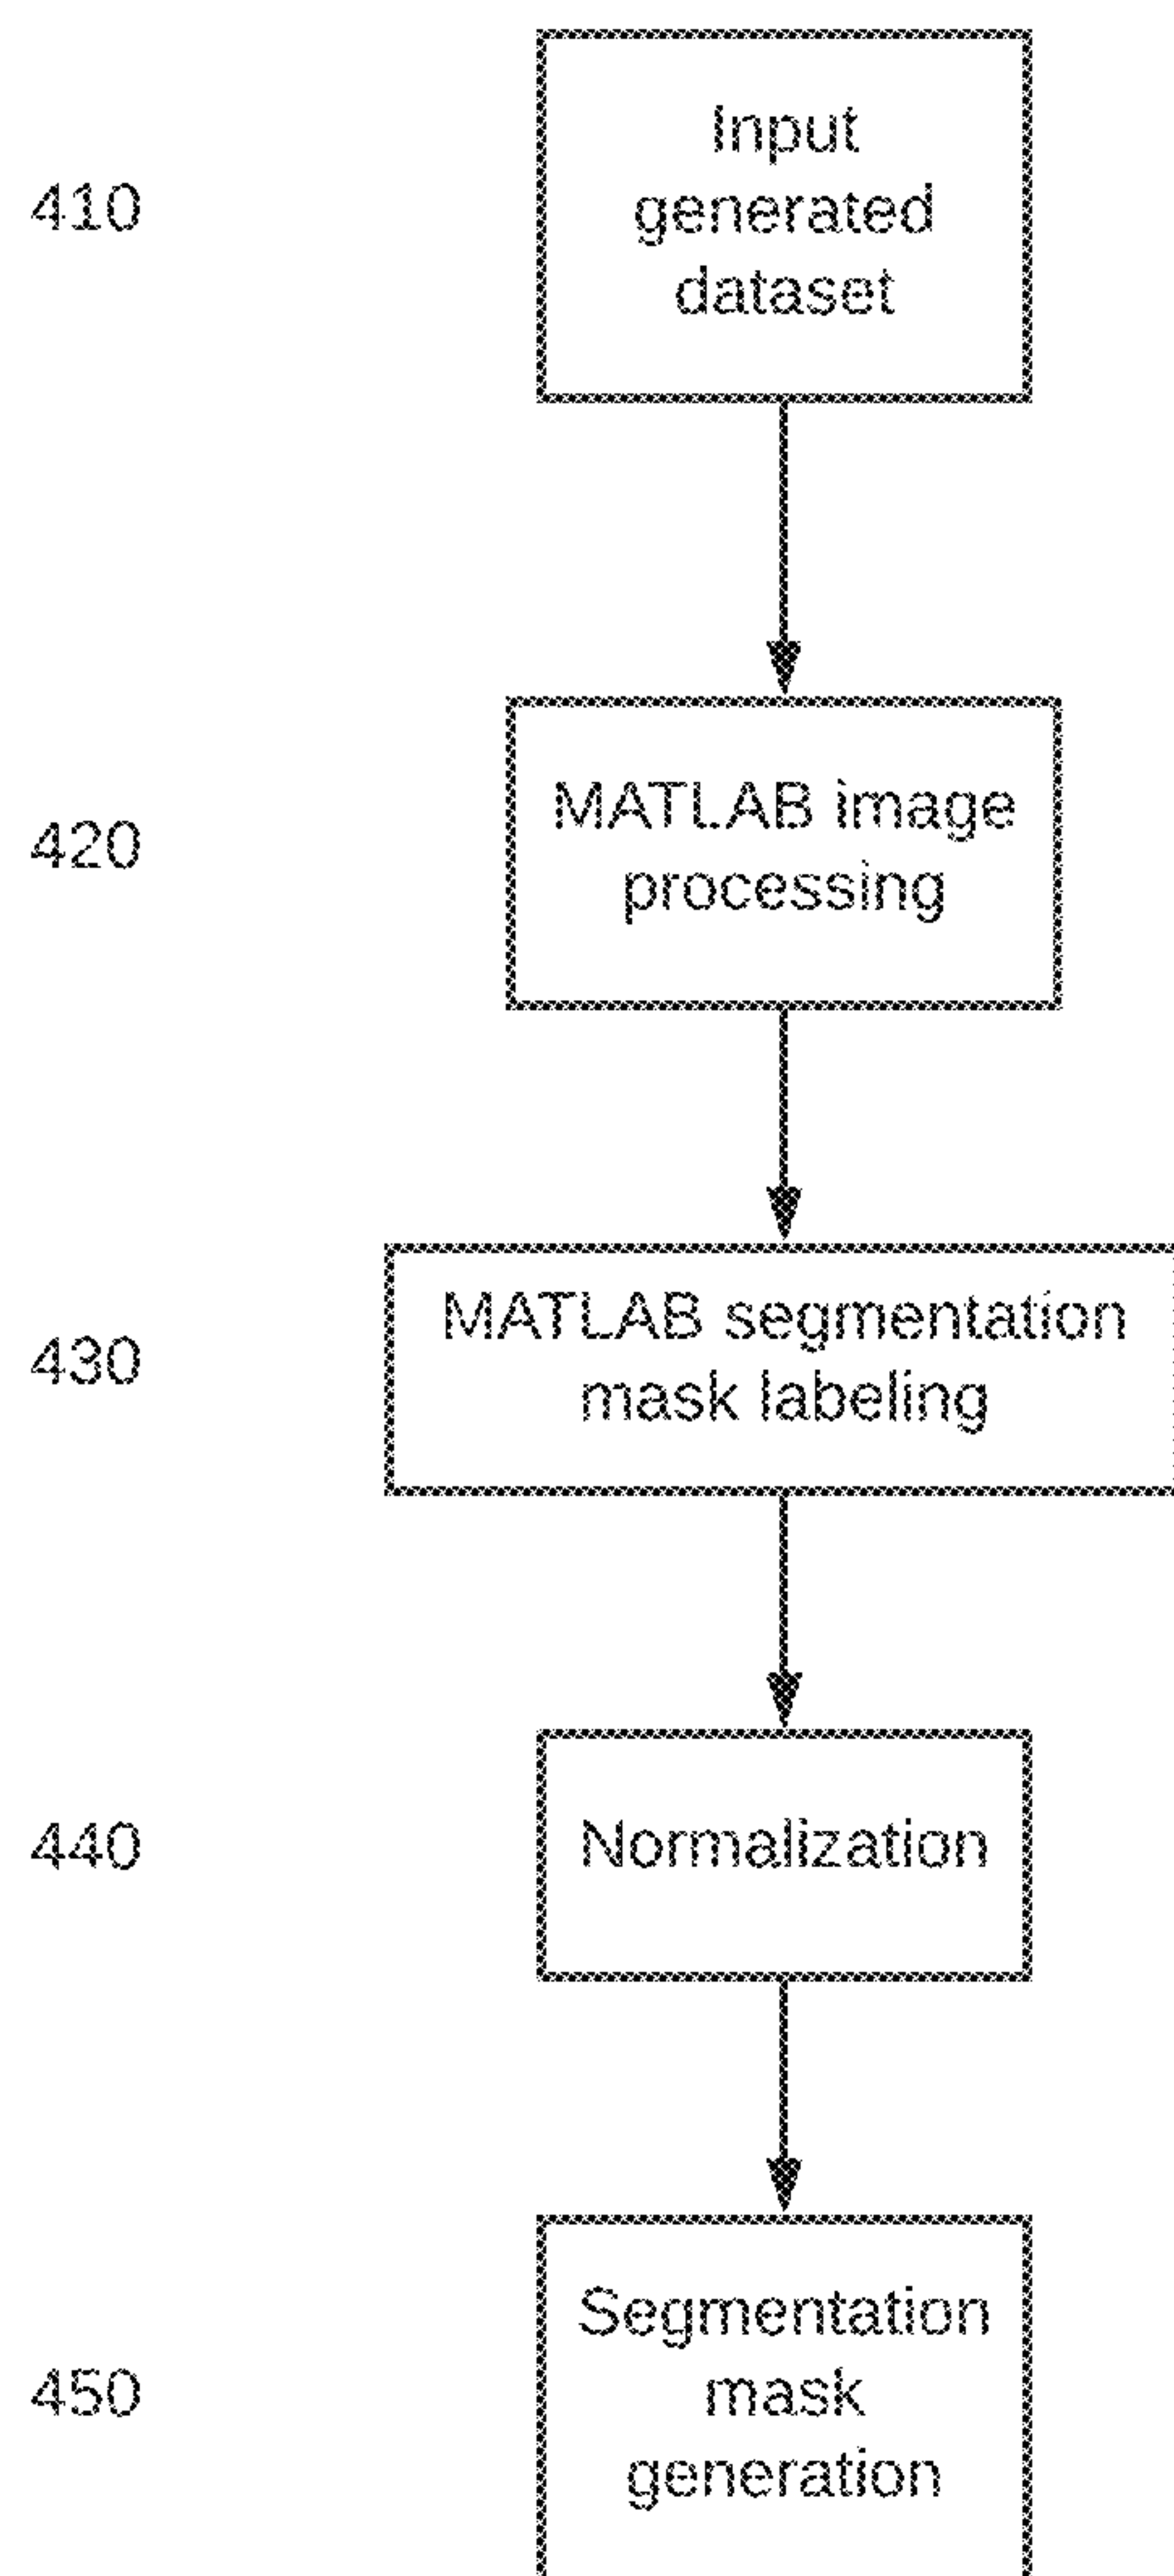 410
Input
generated
dataset
420
MATLAB image
processing
430
MATLAB segmentation
mask labeling
440
Normalization
450
Segmentation
mask
generation